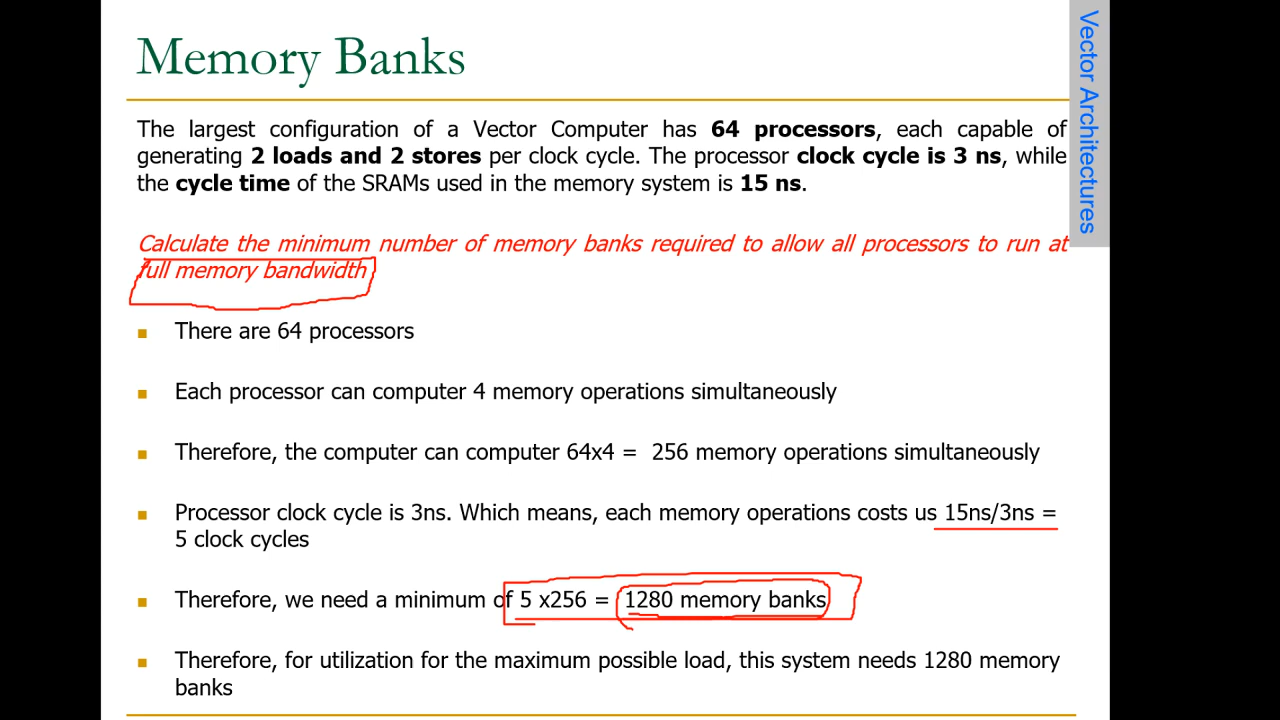 Memory Banks
Vector Architectures
The largest configuration of a Vector Computer has 64 processors, each capable of
generating 2 loads and 2 stores per clock cycle. The processor clock cycle is 3 ns, while
the cycle time of the SRAMs used in the memory system is 15 ns.
Calculate the minimum number of memory banks required to allow all processors to run at
full memory bandwidth
There are 64 processors
Each processor can computer 4 memory operations simultaneously
Therefore, the computer can computer 64x4 = 256 memory operations simultaneously
Processor clock cycle is 3ns. Which means, each memory operations costs us 15ns/3ns =
5 clock cycles
Therefore, we need a minimum of 5 x256 = 1280 memory banks
Therefore, for utilization for the maximum possible load, this system needs 1280 memory
banks